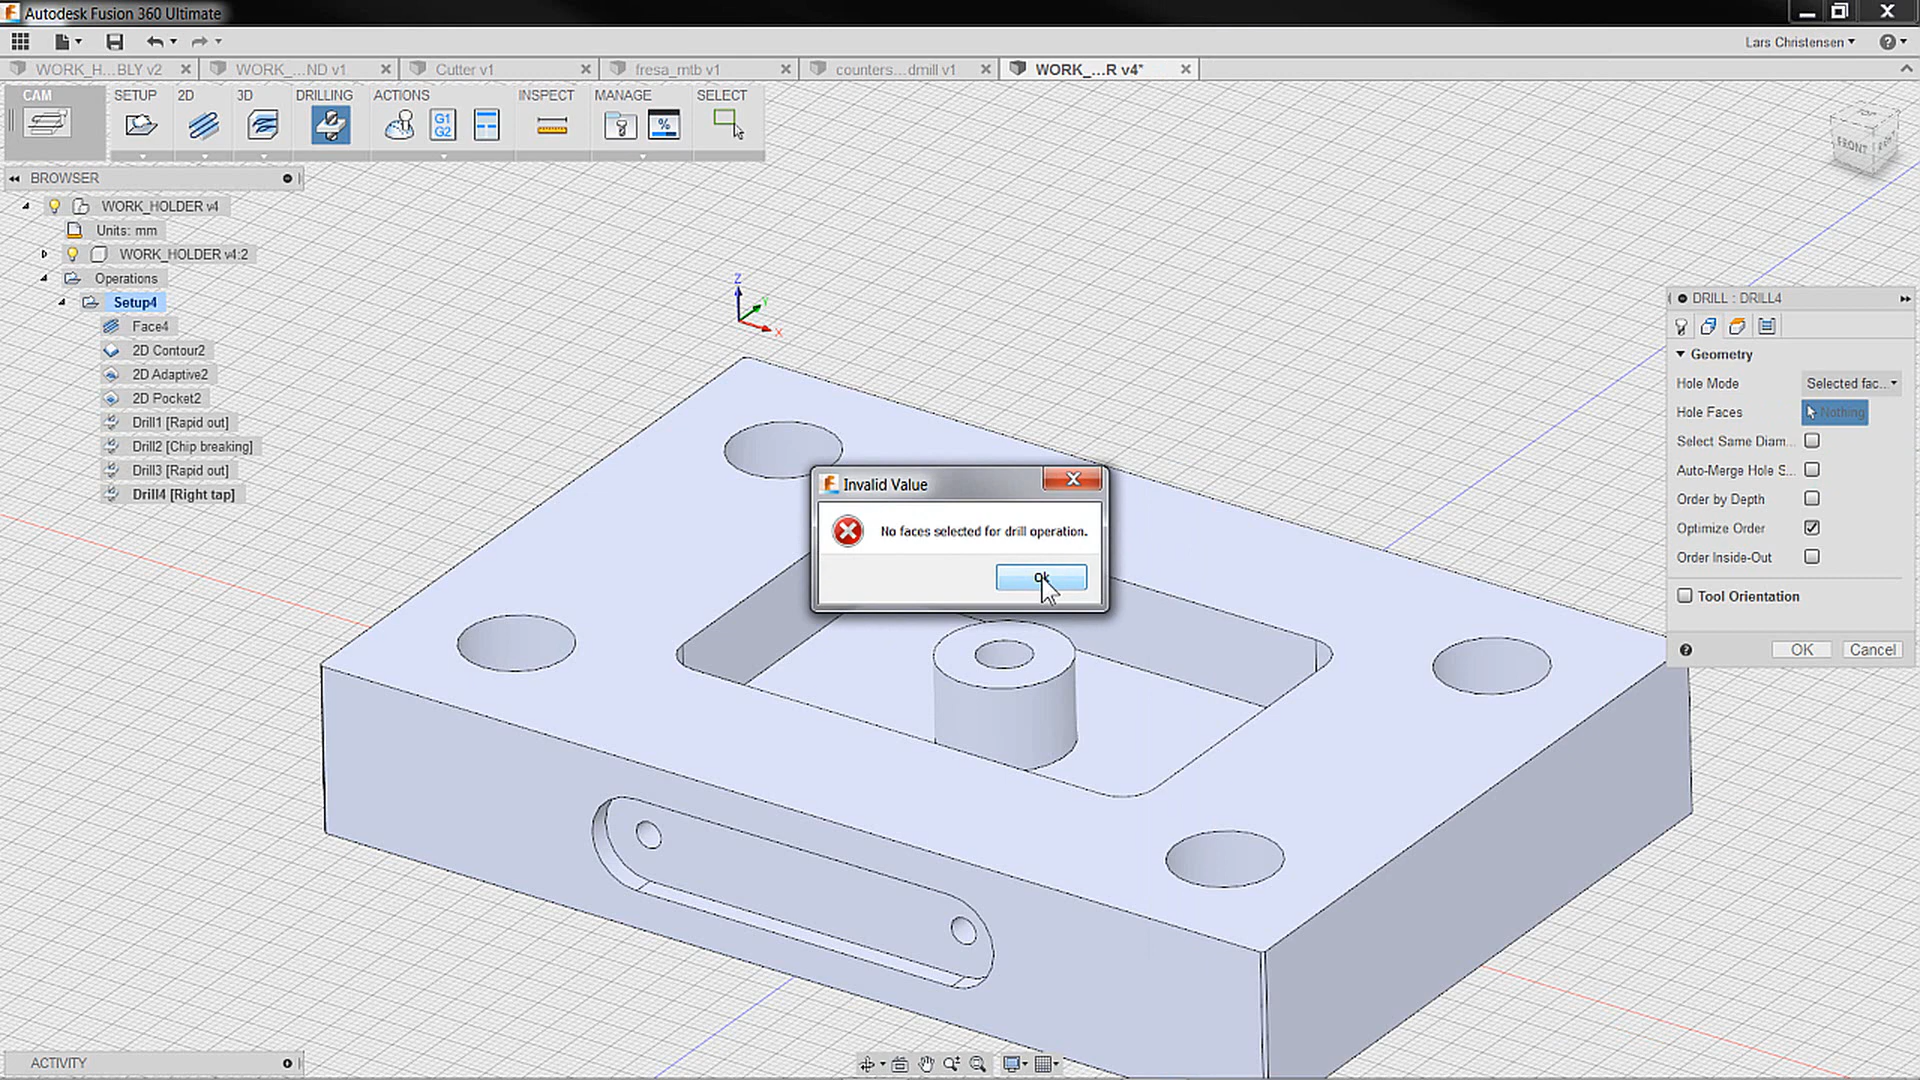 Autodesk Fusion 360 Ultimate
Lars Christensen
WORK_H...BLY v2
WORK_...ND v1
Cutter v1
fresa_mtb v1
counters...dmill v1
WORK_...R v4*
CAM
SETUP
2D
3D
DRILLING
ACTIONS
INSPECT
MANAGE
SELECT
G1
G2
%
BROWSER
WORK_HOLDER v4
Units: mm
WORK_HOLDER v4:2
Operations
Setup4
Face4
2D Contour2
2D Adaptive2
2D Pocket2
Drill1 [Rapid out]
Drill2 [Chip breaking]
Drill3 [Rapid out]
Drill4 [Right tap]
Z
Y
X
FRONT
Invalid Value
No faces selected for drill operation.
Ok
DRILL : DRILL4
Geometry
Hole Mode
Selected fac...
Hole Faces
Nothing
Select Same Diam...
Auto-Merge Hole S...
Order by Depth
Optimize Order
Order Inside-Out
Tool Orientation
OK
Cancel
ACTIVITY